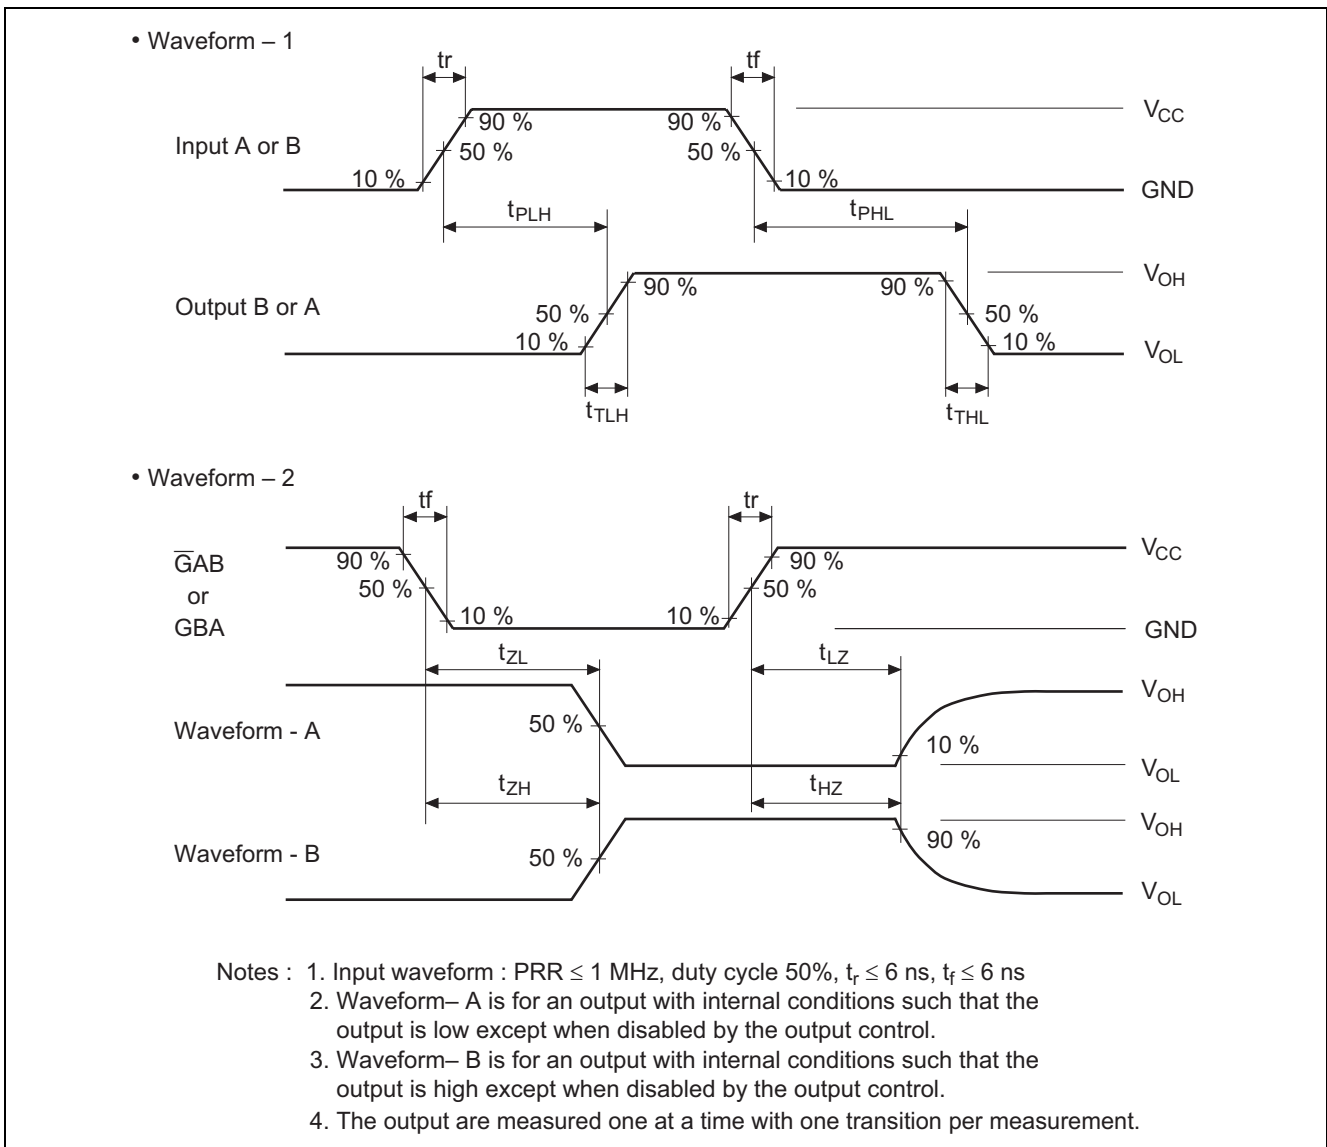 • Waveform – 1
tr
tf
90 %
90 %
VCC
Input A or B
50 %
50 %
10 %
10 %
GND
tPLH
tPHL
VOH
90 %
90 %
Output B or A
50 %
50 %
10 %
10 %
VOL
tTLH
tTHL
• Waveform – 2
tf
tr
G̅AB
or
GBA
90 %
90 %
VCC
50 %
50 %
10 %
10 %
GND
tZL
tLZ
VOH
Waveform - A
50 %
10 %
VOL
tZH
tHZ
VOH
Waveform - B
50 %
90 %
VOL
Notes : 1. Input waveform : PRR ≤ 1 MHz, duty cycle 50%, tr ≤ 6 ns, tf ≤ 6 ns
2. Waveform– A is for an output with internal conditions such that the
output is low except when disabled by the output control.
3. Waveform– B is for an output with internal conditions such that the
output is high except when disabled by the output control.
4. The output are measured one at a time with one transition per measurement.